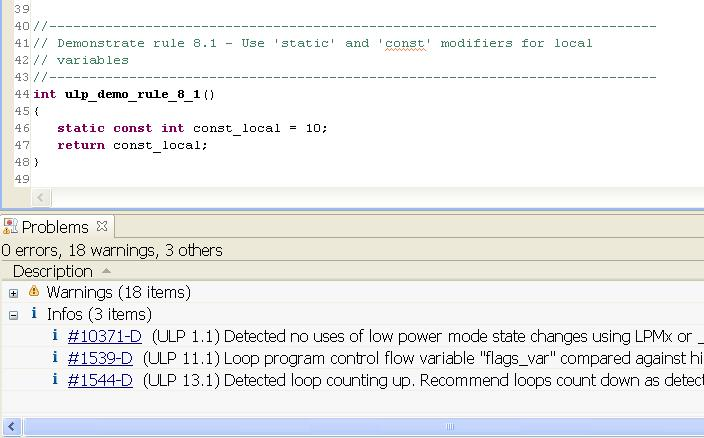 39
40 //--------------------------------------------------------------------------------
41 // Demonstrate rule 8.1 - Use 'static' and 'const' modifiers for local
42 // variables
43 //--------------------------------------------------------------------------------
44 int ulp_demo_rule_8_1()
45 {
46 static const int const_local = 10;
47 return const_local;
48 }
49
Problems
0 errors, 18 warnings, 3 others
Description
Warnings (18 items)
Infos (3 items)
#10371-D (ULP 1.1) Detected no uses of low power mode state changes using LPMx or _
#1539-D (ULP 11.1) Loop program control flow variable "flags_var" compared against hi
#1544-D (ULP 13.1) Detected loop counting up. Recommend loops count down as detect